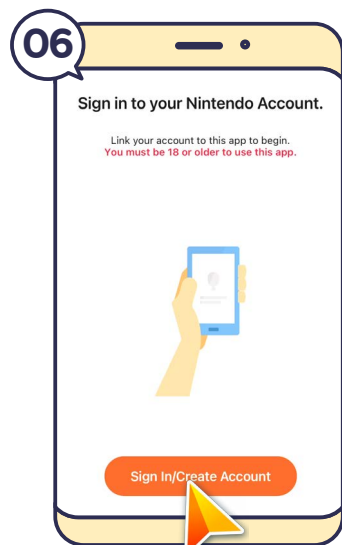 06
Sign in to your Nintendo Account.
Link your account to this app to begin.
You must be 18 or older to use this app.
Sign In/Create Account